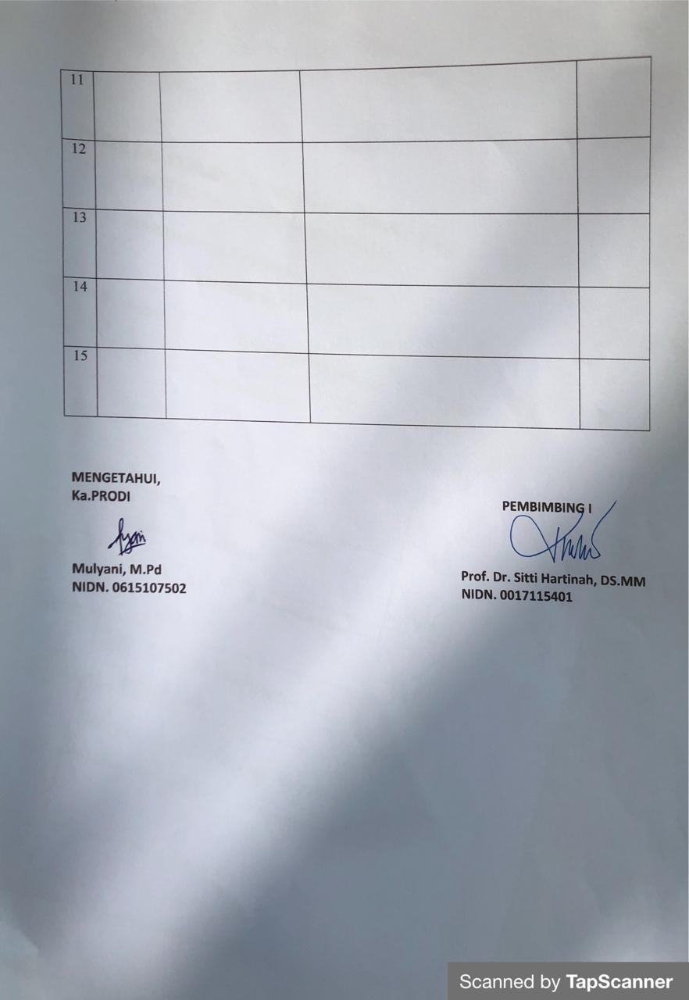 11
12
13
14
15
MENGETAHUI,
Ka.PRODI
Mulyani, M.Pd
NIDN. 0615107502
PEMBIMBING I
Prof. Dr. Sitti Hartinah, DS.MM
NIDN. 0017115401
Scanned by TapScanner